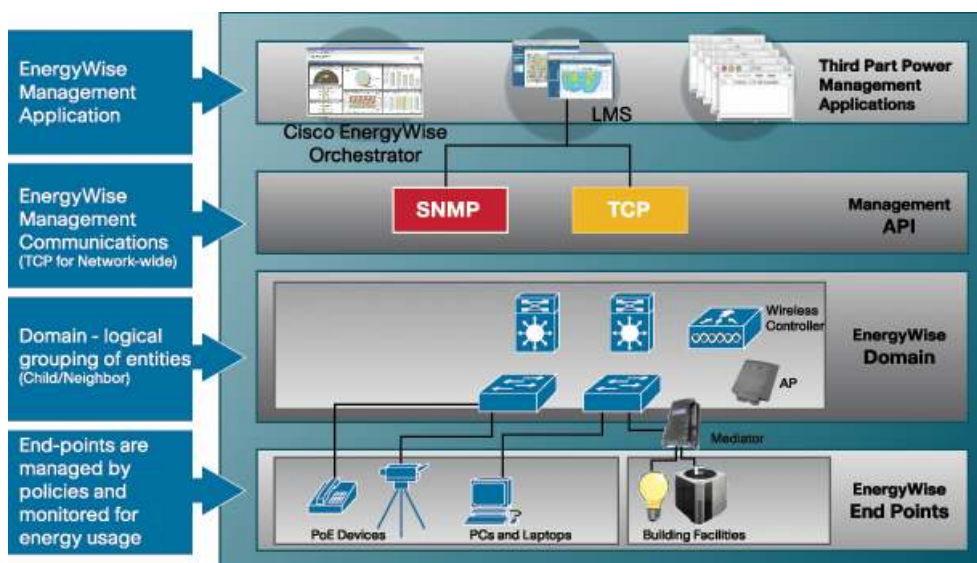 EnergyWise
Management
Application
Cisco EnergyWise
Orchestrator
LMS
Third Part Power
Management
Applications
EnergyWise
Management
Communications
(TCP for Network-wide)
SNMP
TCP
Management
API
Domain - logical
grouping of entities
(Child/Neighbor)
Wireless
Controller
AP
EnergyWise
Domain
Mediator
End-points are
managed by
policies and
monitored for
energy usage
PoE Devices
PCs and Laptops
Building Facilities
EnergyWise
End Points